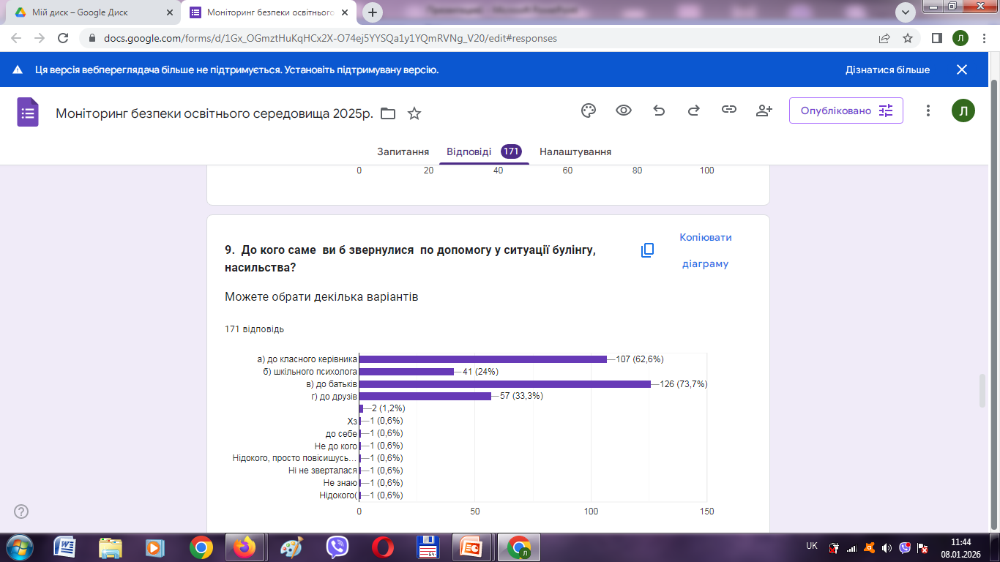 Мій диск – Google Диск
Моніторинг безпеки освітнього
docs.google.com/forms/d/1Gx_OGmztHuKqHCx2X-O74ej5YYSQa1y1YQmRVNg_V20/edit#responses
Л
Ця версія вебпереглядача більше не підтримується. Установіть підтримувану версію.
Дізнатися більше
Моніторинг безпеки освітнього середовища 2025р.
Опубліковано
Л
Запитання
Відповіді 171
Налаштування
0 20 40 60 80 100
9. До кого саме ви б звернулися по допомогу у ситуації булінгу,
насильства?
Копіювати
діаграму
Можете обрати декілька варіантів
171 відповідь
а) до класного керівника 107 (62,6%)
б) шкільного психолога 41 (24%)
в) до батьків 126 (73,7%)
г) до друзів 57 (33,3%)
2 (1,2%)
Хз 1 (0,6%)
до себе 1 (0,6%)
Не до кого 1 (0,6%)
Нідокого, просто повісишусь… 1 (0,6%)
Ні не зверталася 1 (0,6%)
Не знаю 1 (0,6%)
Нідокого( 1 (0,6%)
0 50 100 150
UK
11:44
08.01.2026